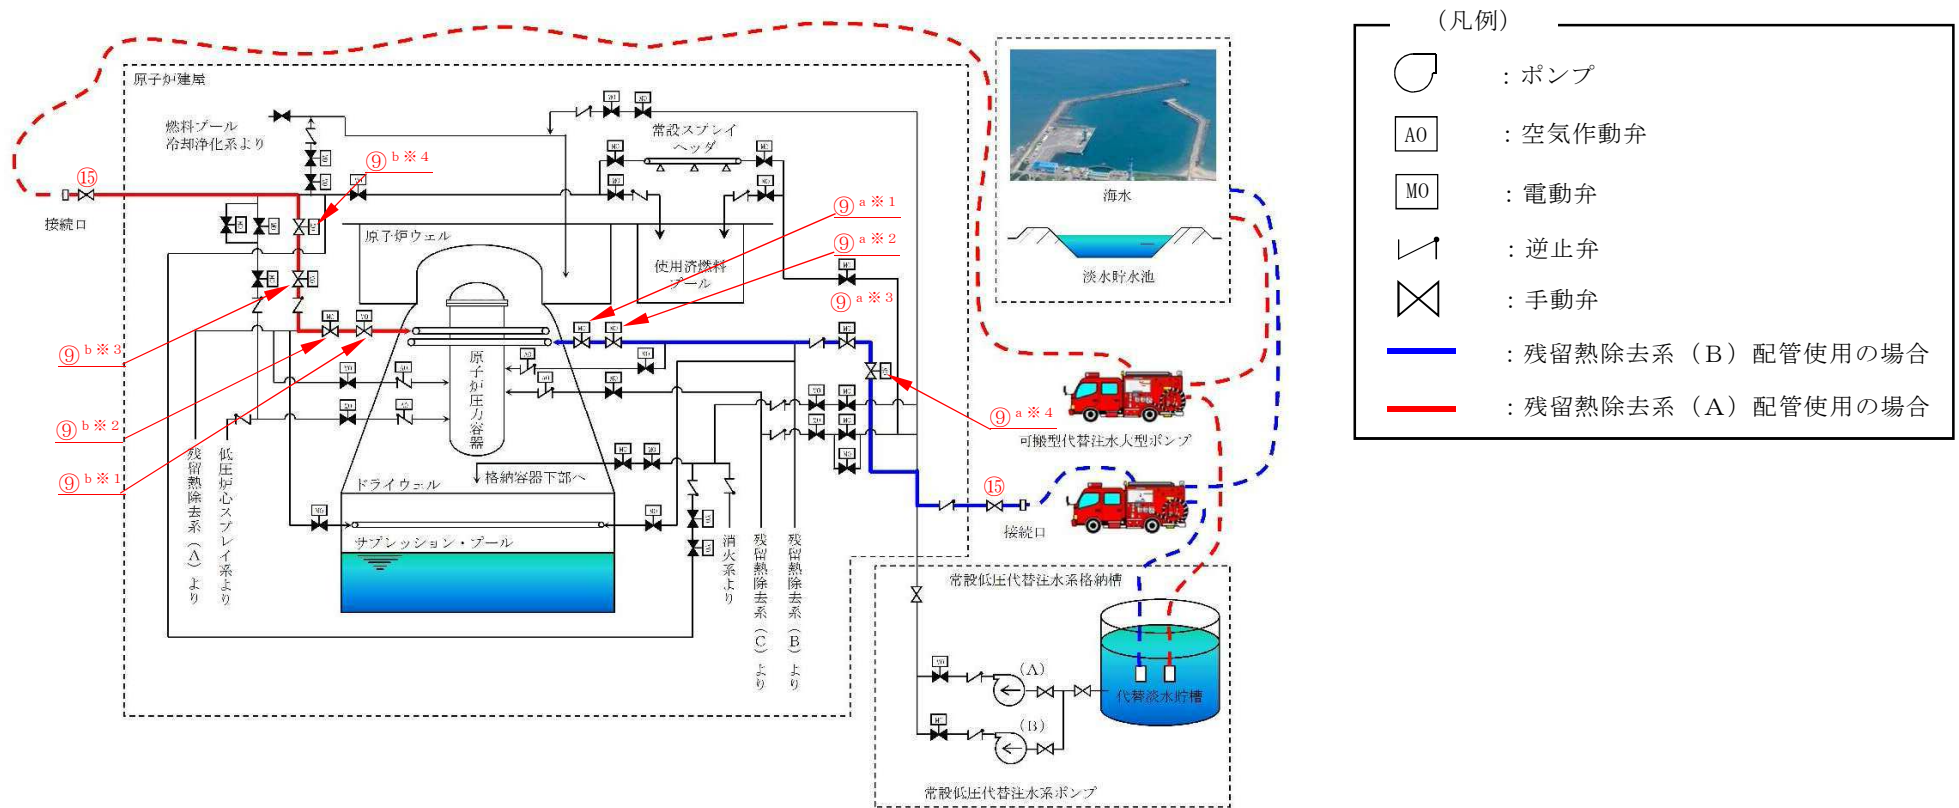 （凡例）
：ポンプ
AO
：空気作動弁
MO
：電動弁
：逆止弁
：手動弁
：残留熱除去系（B）配管使用の場合
：残留熱除去系（A）配管使用の場合
原子炉建屋
燃料プール
冷却浄化系より
常設スプレイ
ヘッダ
⑮
接続口
⑨b※4
⑨a※1
⑨a※2
⑨a※3
⑨a※4
⑨b※3
⑨b※2
⑨b※1
原子炉ウェル
使用済燃料
プール
原子炉圧力容器
ドライウェル
格納容器下部へ
サプレッション・プール
残留熱除去系（A）より
低圧炉心スプレイ系より
消火系より
残留熱除去系（C）より
残留熱除去系（B）より
海水
淡水貯水池
可搬型代替注水大型ポンプ
⑮
接続口
常設低圧代替注水系格納槽
(A)
(B)
代替淡水貯槽
常設低圧代替注水系ポンプ